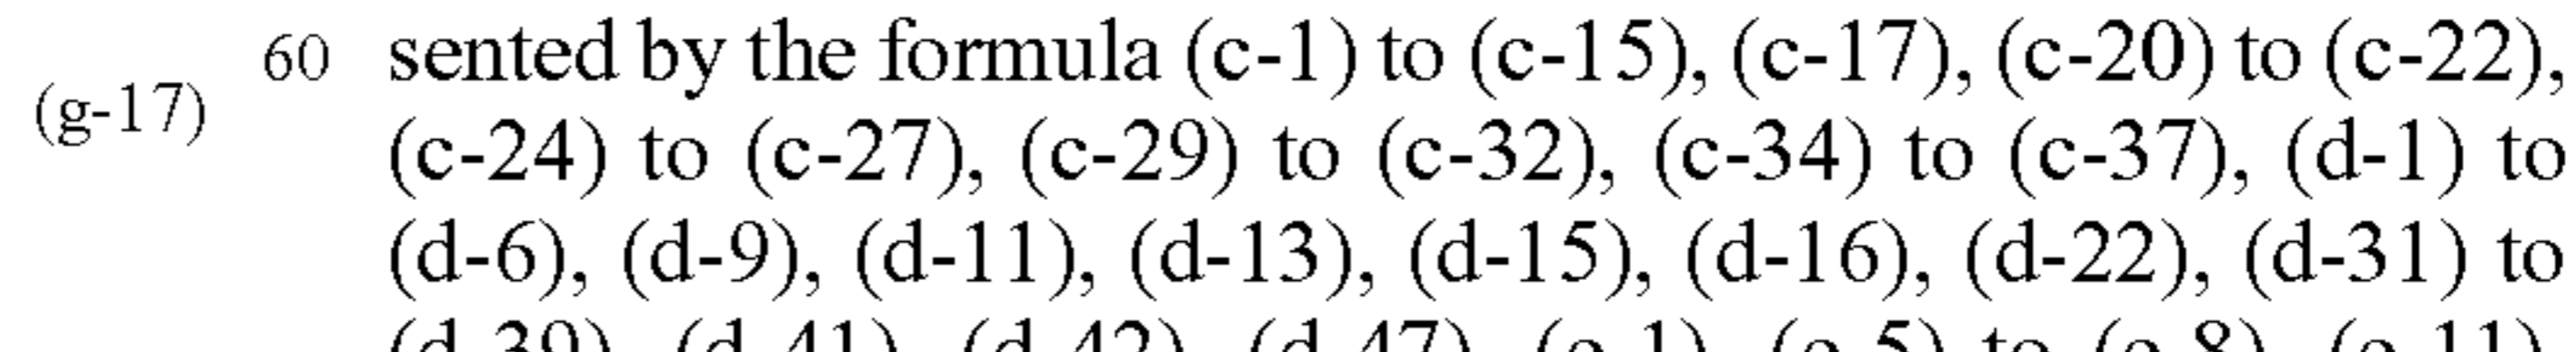 (g-17)
60 sented by the formula (c-1) to (c-15), (c-17), (c-20) to (c-22),
(c-24) to (c-27), (c-29) to (c-32), (c-34) to (c-37), (d-1) to
(d-6), (d-9), (d-11), (d-13), (d-15), (d-16), (d-22), (d-31) to